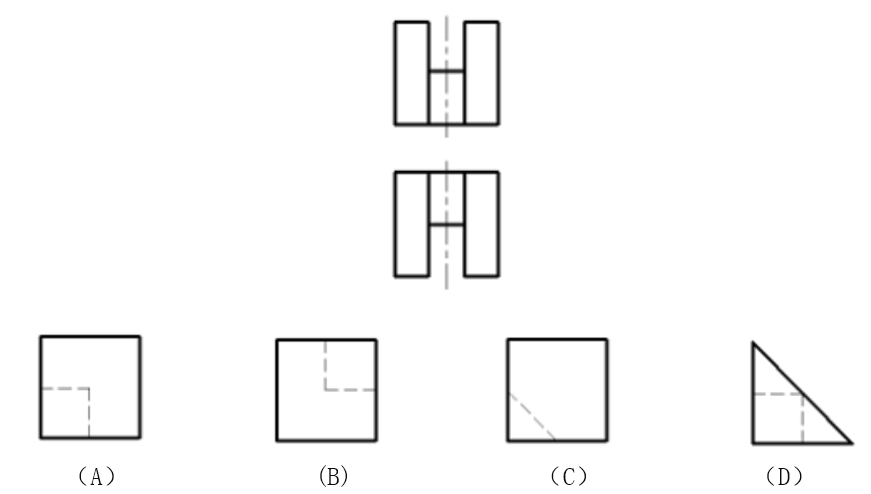 （A） （B） （C） （D）